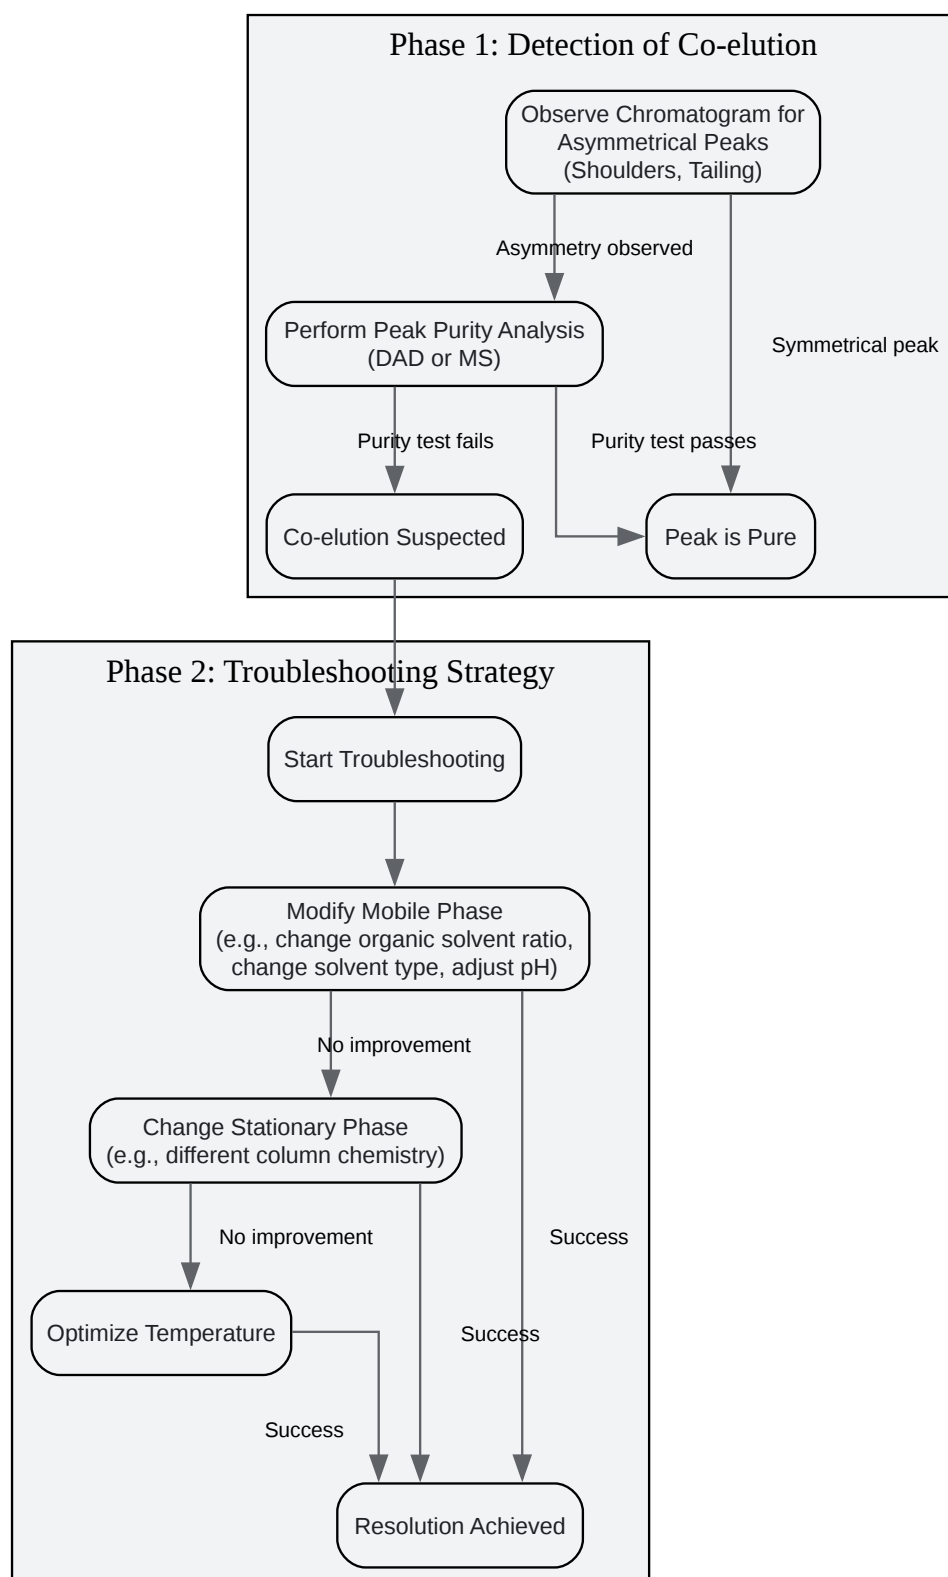 Phase 1: Detection of Co-elution
Observe Chromatogram for
Asymmetrical Peaks
(Shoulders, Tailing)
Asymmetry observed
Perform Peak Purity Analysis
(DAD or MS)
Symmetrical peak
Purity test fails
Purity test passes
Co-elution Suspected
Peak is Pure
Phase 2: Troubleshooting Strategy
Start Troubleshooting
Modify Mobile Phase
(e.g., change organic solvent ratio,
change solvent type, adjust pH)
No improvement
Change Stationary Phase
(e.g., different column chemistry)
No improvement
Success
Optimize Temperature
Success
Success
Resolution Achieved